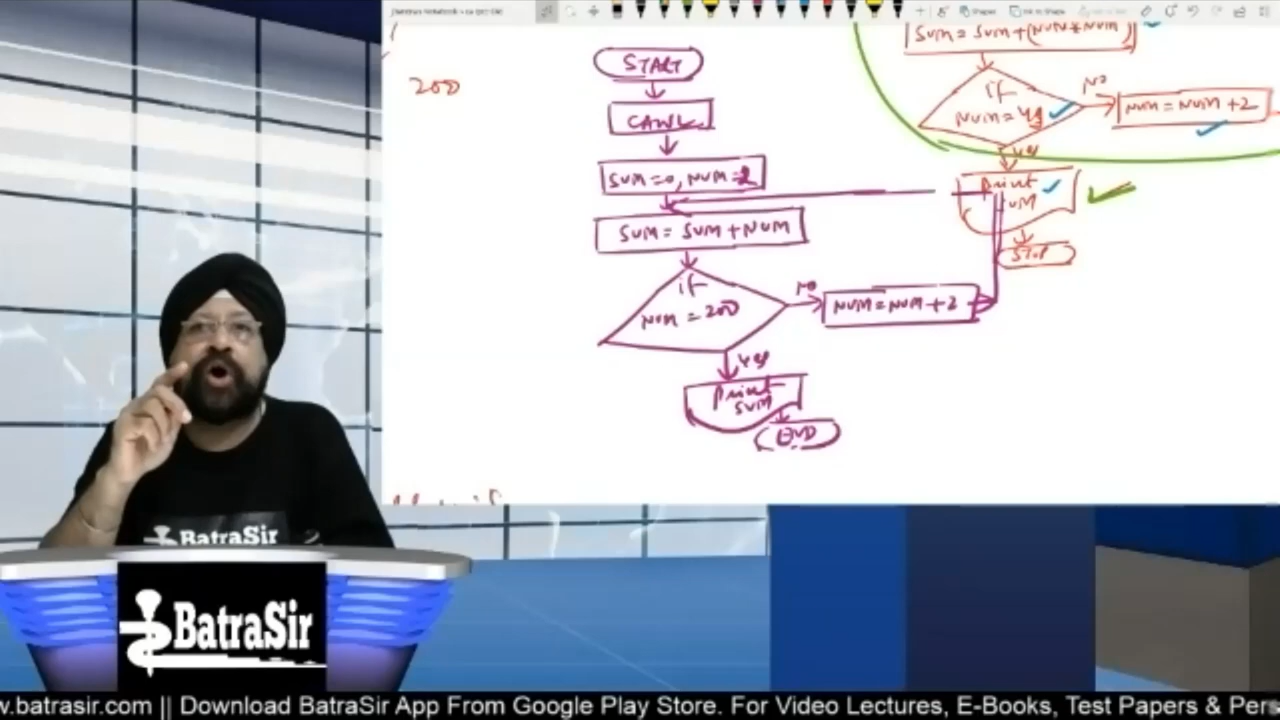 200
START
CAWL
SUM=0, NUM=2
SUM = SUM+NUM
if
NUM = 200
NO
NUM=NUM+2
Yes
print
SUM
END
SUM = SUM+(NUM*NUM)
if
NUM=49
NO
NUM=NUM+2
Yes
print
SUM
STOP
BatraSir
BatraSir
w.batrasir.com || Download BatraSir App From Google Play Store. For Video Lectures, E-Books, Test Papers & Pers